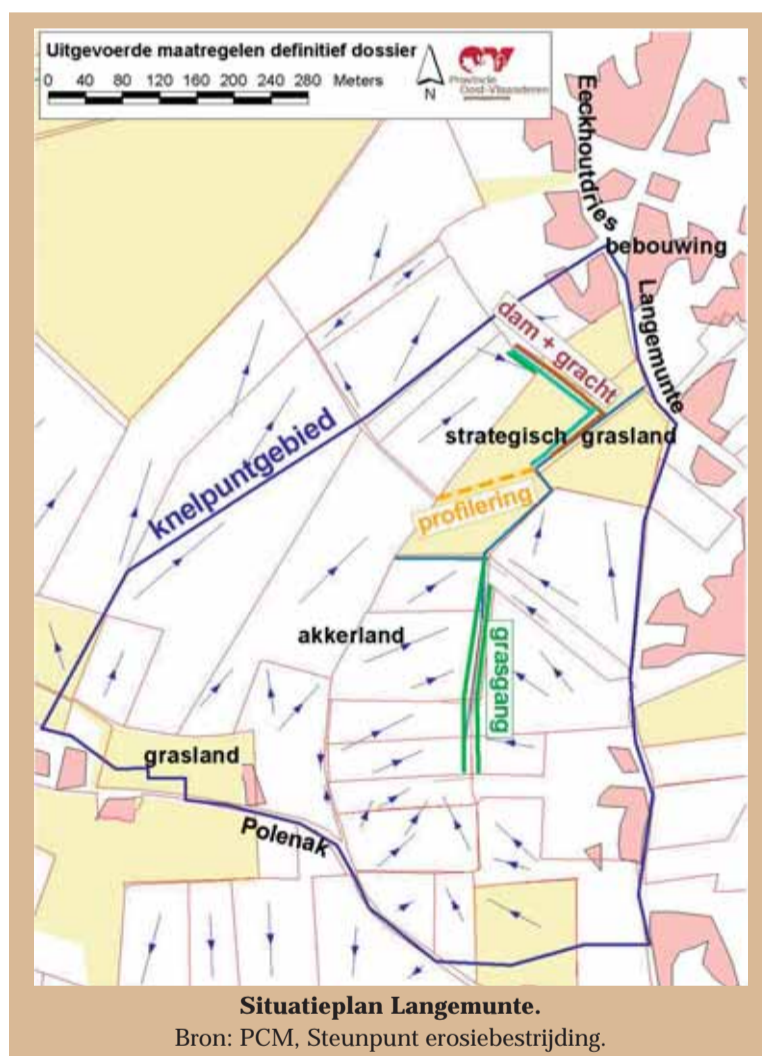 Uitgevoerde maatregelen definitief dossier
0 40 80 120 160 200 240 280 Meters
N
Provincie
Oost-Vlaanderen
Eeckhoutdries
bebouwing
Langemunte
dam + gracht
strategisch grasland
knelpuntgebied
profilering
akkerland
grasgang
grasland
Polenak
Situatieplan Langemunte.
Bron: PCM, Steunpunt erosiebestrijding.